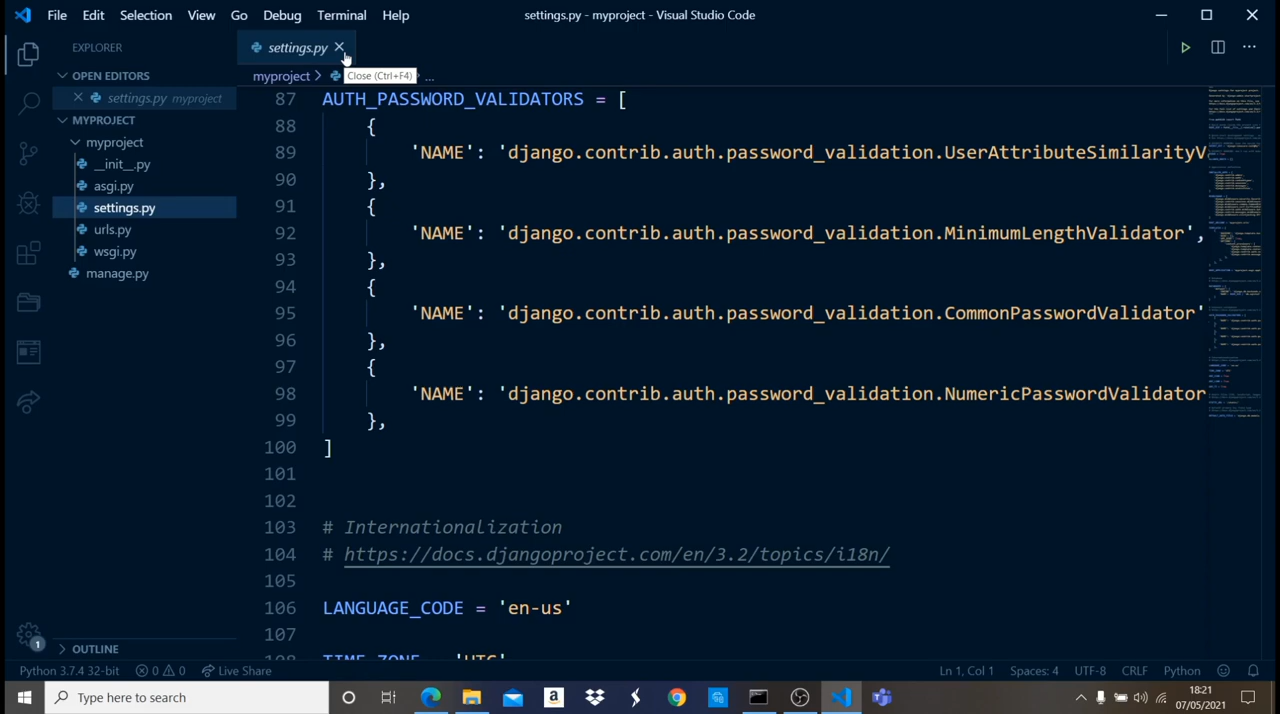 File Edit Selection View Go Debug Terminal Help
settings.py - myproject - Visual Studio Code
EXPLORER
OPEN EDITORS
settings.py myproject
MYPROJECT
myproject
__init__.py
asgi.py
settings.py
urls.py
wsgi.py
manage.py
OUTLINE
settings.py
myproject
Close (Ctrl+F4)
...
87 AUTH_PASSWORD_VALIDATORS = [
88 {
89 'NAME': 'django.contrib.auth.password_validation.UserAttributeSimilarityV
90 },
91 {
92 'NAME': 'django.contrib.auth.password_validation.MinimumLengthValidator',
93 },
94 {
95 'NAME': 'django.contrib.auth.password_validation.CommonPasswordValidator'
96 },
97 {
98 'NAME': 'django.contrib.auth.password_validation.NumericPasswordValidator
99 },
100 ]
101
102
103 # Internationalization
104 # https://docs.djangoproject.com/en/3.2/topics/i18n/
105
106 LANGUAGE_CODE = 'en-us'
107
108 TIME_ZONE = 'UTC'
Python 3.7.4 32-bit 0 0 Live Share
Ln 1, Col 1 Spaces: 4 UTF-8 CRLF Python
1
Type here to search
18:21
07/05/2021